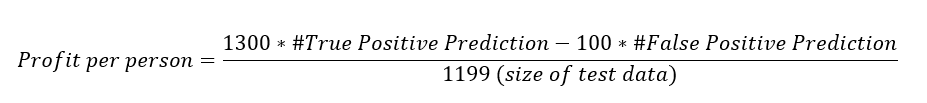 Profit per person = 1300 * #True Positive Prediction − 100 * #False Positive Prediction
1199 (size of test data)